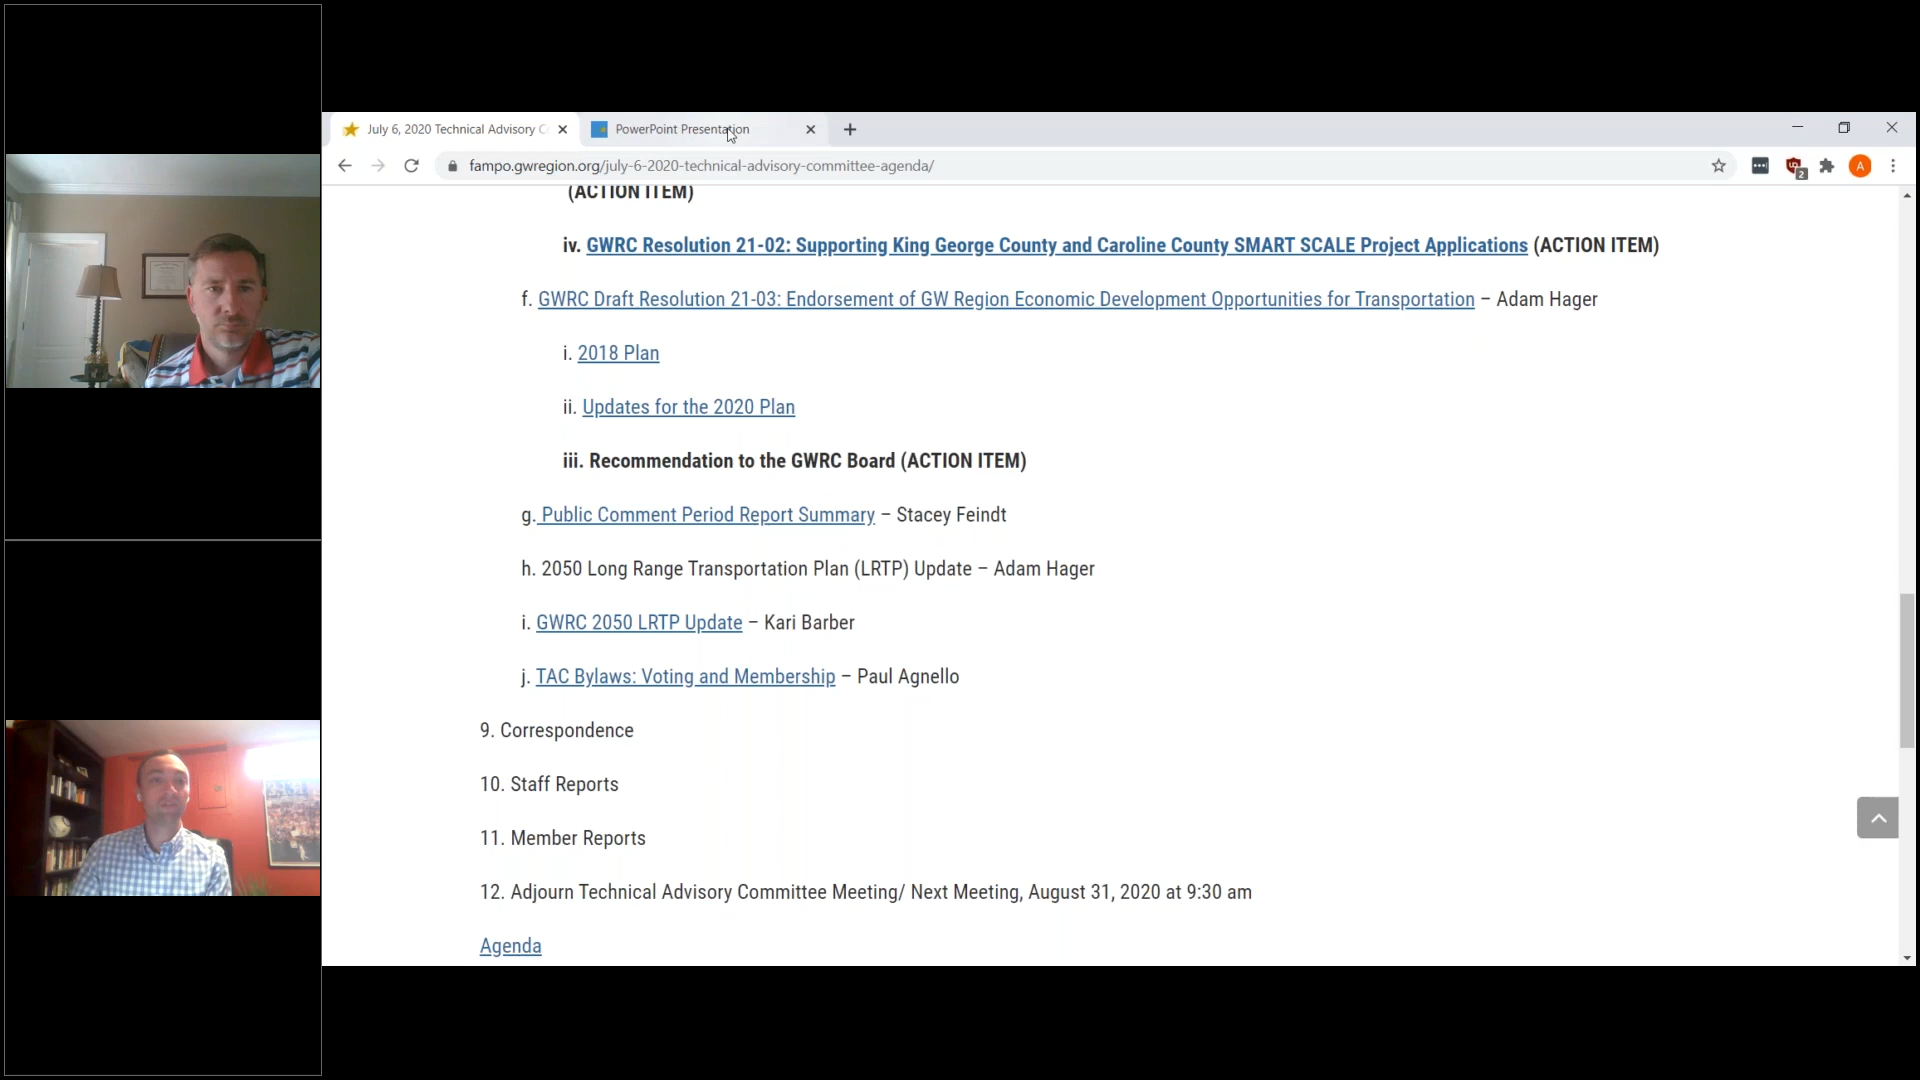 July 6, 2020 Technical Advisory C
PowerPoint Presentation
fampo.gwregion.org/july-6-2020-technical-advisory-committee-agenda/
2
A
(ACTION ITEM)
iv. GWRC Resolution 21-02: Supporting King George County and Caroline County SMART SCALE Project Applications (ACTION ITEM)
f. GWRC Draft Resolution 21-03: Endorsement of GW Region Economic Development Opportunities for Transportation – Adam Hager
i. 2018 Plan
ii. Updates for the 2020 Plan
iii. Recommendation to the GWRC Board (ACTION ITEM)
g. Public Comment Period Report Summary – Stacey Feindt
h. 2050 Long Range Transportation Plan (LRTP) Update – Adam Hager
i. GWRC 2050 LRTP Update – Kari Barber
j. TAC Bylaws: Voting and Membership – Paul Agnello
9. Correspondence
10. Staff Reports
11. Member Reports
12. Adjourn Technical Advisory Committee Meeting/ Next Meeting, August 31, 2020 at 9:30 am
Agenda